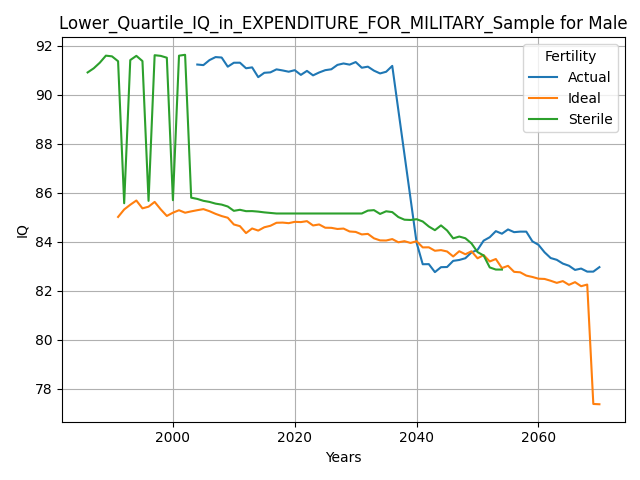 Lower_Quartile_IQ_in_EXPENDITURE_FOR_MILITARY_Sample for Male
Fertility
Actual
Ideal
Sterile
92
90
88
86
84
82
80
78
IQ
2000
2020
2040
2060
Years